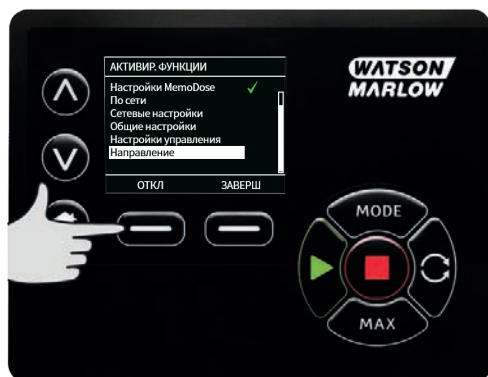 АКТИВИР. ФУНКЦИИ
Настройки MemoDose
По сети
Сетевые настройки
Общие настройки
Настройки управления
Направление
ОТКЛ ЗАВЕРШ
WATSON
MARLOW
MODE
MAX